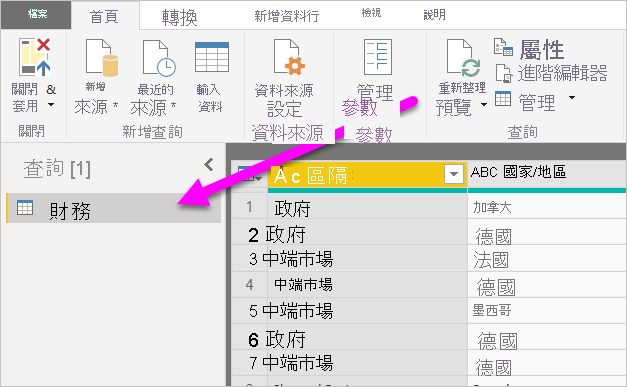 檔案 首頁 轉換 新增資料行 檢視 說明
關閉 & 套用
新增 來源
最近的 來源
輸入 資料
資料來源 設定
管理 參數
重新整理 預覽
屬性
進階編輯器
管理
關閉 新增查詢 資料來源 參數 查詢
查詢 [1]
財務
Ac 區隔
ABC 國家/地區
1 政府 加拿大
2 政府 德國
3 中端市場 法國
4 中端市場 德國
5 中端市場 墨西哥
6 政府 德國
7 中端市場 德國